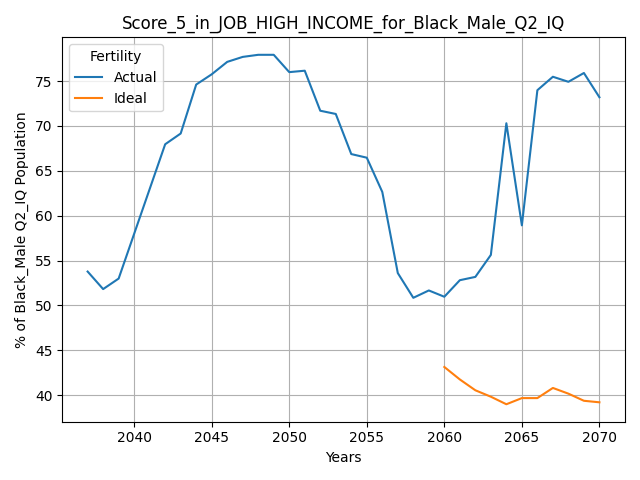 Score_5_in_JOB_HIGH_INCOME_for_Black_Male_Q2_IQ
Fertility
Actual
Ideal
% of Black_Male Q2_IQ Population
75
70
65
60
55
50
45
40
2040
2045
2050
2055
2060
2065
2070
Years